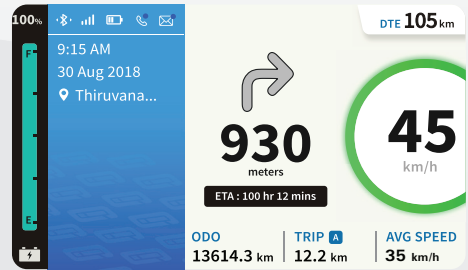 100%
F
E
9:15 AM
30 Aug 2018
Thiruvana...
930
meters
ETA : 100 hr 12 mins
DTE 105 km
45
km/h
ODO
13614.3 km
TRIP A
12.2 km
AVG SPEED
35 km/h